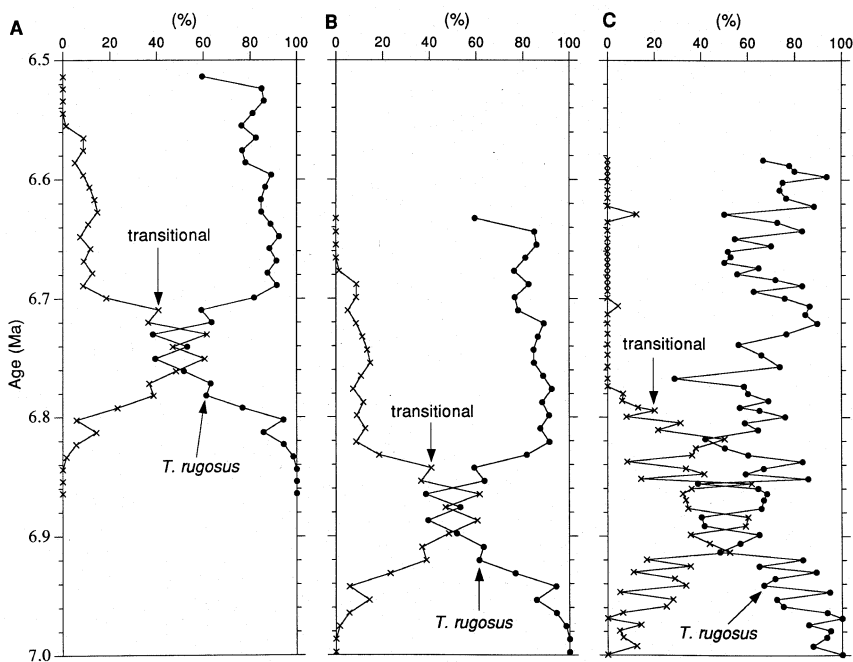 A (%) B (%) C (%)
0 20 40 60 80 100 0 20 40 60 80 100 0 20 40 60 80 100
6.5
6.6
transitional
6.7
transitional
Age (Ma)
6.8
transitional
T. rugosus
6.9
T. rugosus
T. rugosus
7.0